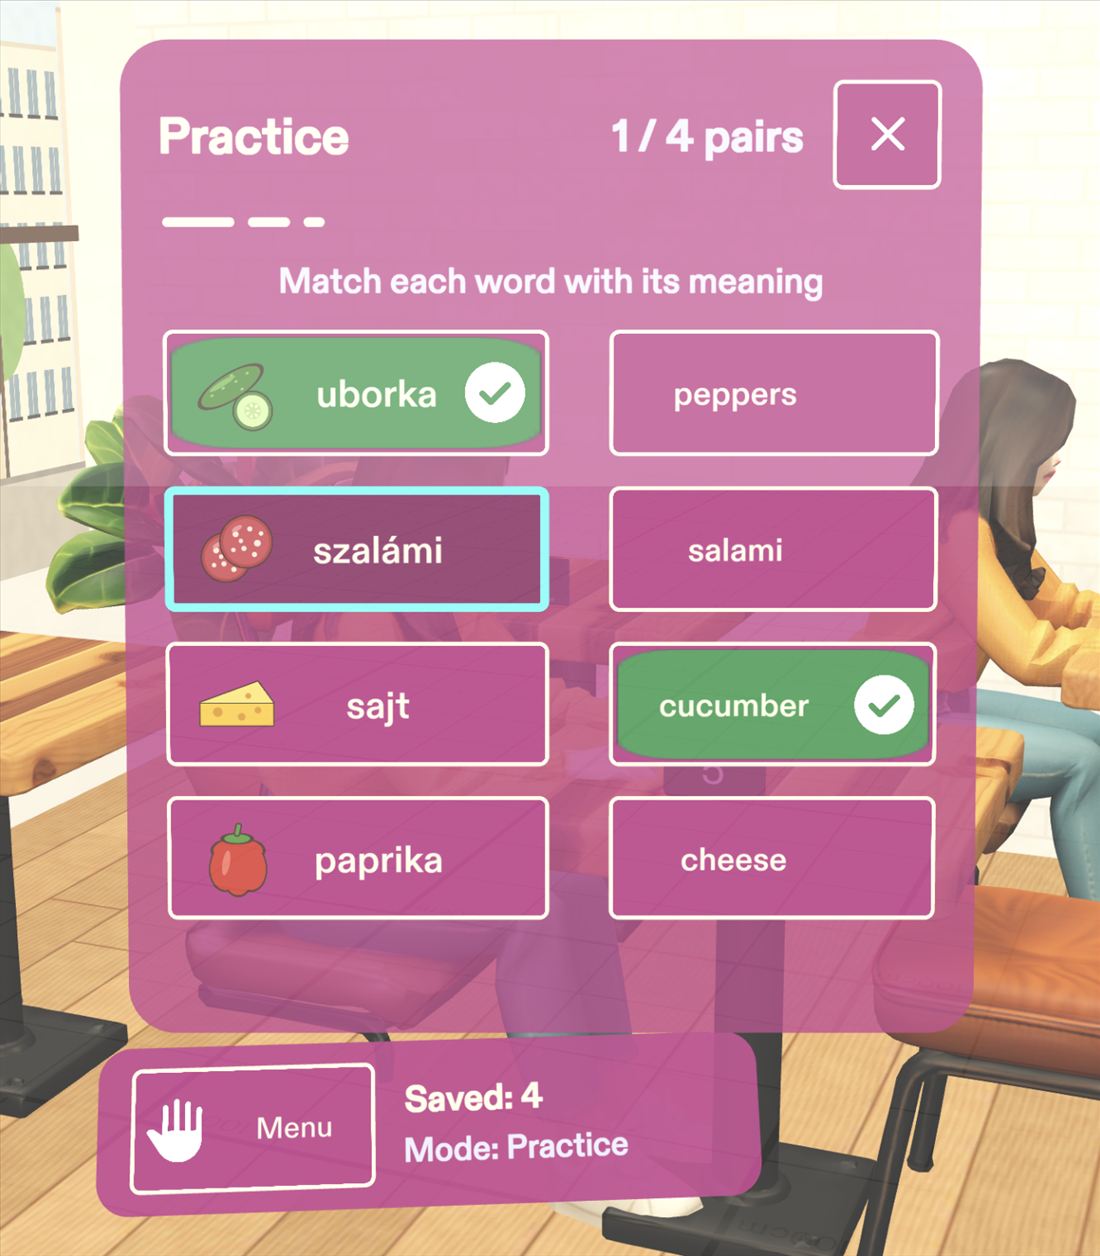 Practice
1 / 4 pairs
Match each word with its meaning
uborka
peppers
szalámi
salami
sajt
cucumber
5
paprika
cheese
Menu
Saved: 4
Mode: Practice